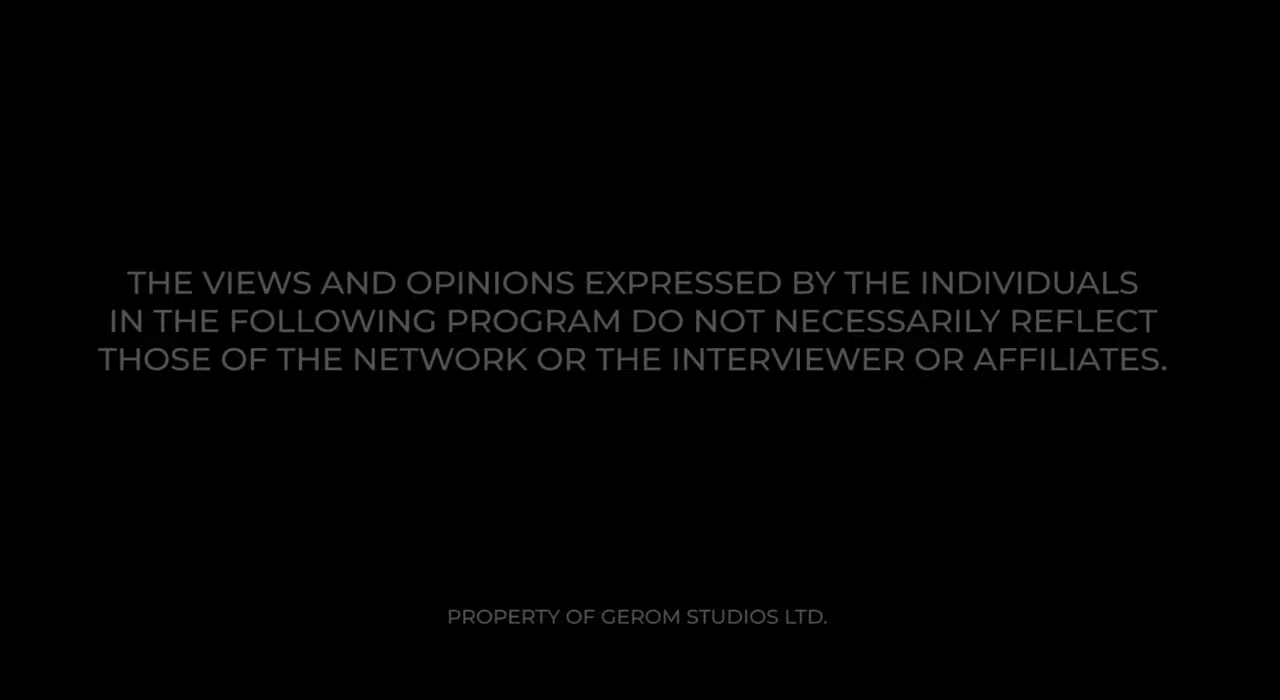 THE VIEWS AND OPINIONS EXPRESSED BY THE INDIVIDUALS
IN THE FOLLOWING PROGRAM DO NOT NECESSARILY REFLECT
THOSE OF THE NETWORK OR THE INTERVIEWER OR AFFILIATES.
PROPERTY OF GEROM STUDIOS LTD.